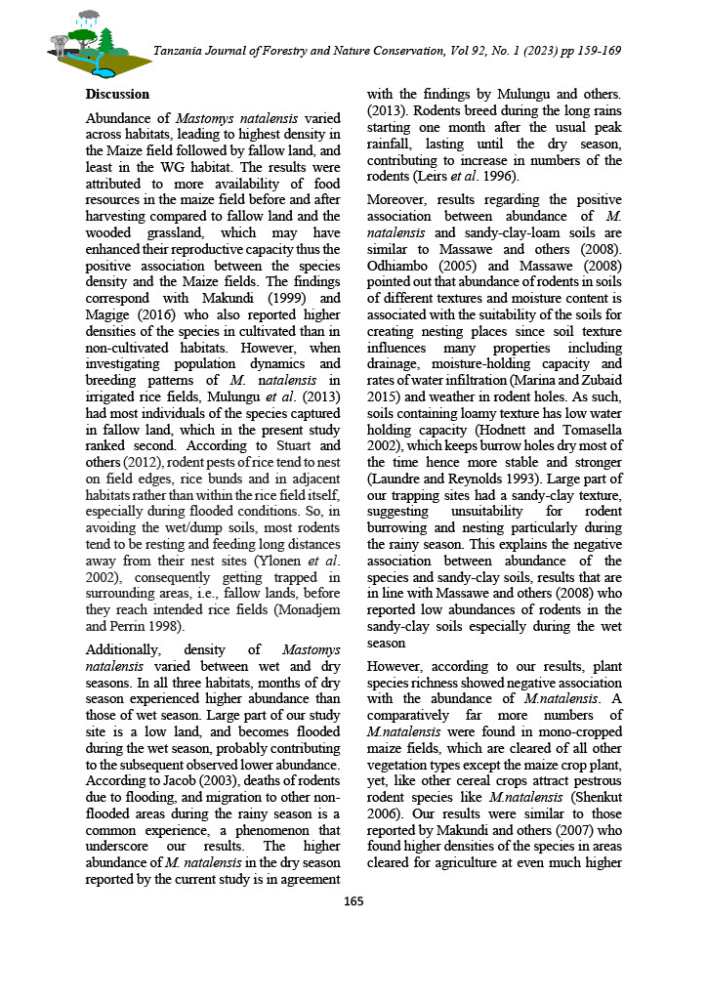 Tanzania Journal of Forestry and Nature Conservation, Vol 92, No. 1 (2023) pp 159-169
Discussion
Abundance of Mastomys natalensis varied
across habitats, leading to highest density in
the Maize field followed by fallow land, and
least in the WG habitat. The results were
attributed to more availability of food
resources in the maize field before and after
harvesting compared to fallow land and the
wooded grassland, which may have
enhanced their reproductive capacity thus the
positive association between the species
density and the Maize fields. The findings
correspond with Makundi (1999) and
Magige (2016) who also reported higher
densities of the species in cultivated than in
non-cultivated habitats. However, when
investigating population dynamics and
breeding patterns of M. natalensis in
irrigated rice fields, Mulungu et al. (2013)
had most individuals of the species captured
in fallow land, which in the present study
ranked second. According to Stuart and
others (2012), rodent pests of rice tend to nest
on field edges, rice bunds and in adjacent
habitats rather than within the rice field itself,
especially during flooded conditions. So, in
avoiding the wet/dump soils, most rodents
tend to be resting and feeding long distances
away from their nest sites (Ylonen et al.
2002), consequently getting trapped in
surrounding areas, i.e., fallow lands, before
they reach intended rice fields (Monadjem
and Perrin 1998).
Additionally, density of Mastomys
natalensis varied between wet and dry
seasons. In all three habitats, months of dry
season experienced higher abundance than
those of wet season. Large part of our study
site is a low land, and becomes flooded
during the wet season, probably contributing
to the subsequent observed lower abundance.
According to Jacob (2003), deaths of rodents
due to flooding, and migration to other non-
flooded areas during the rainy season is a
common experience, a phenomenon that
underscore our results. The higher
abundance of M. natalensis in the dry season
reported by the current study is in agreement
with the findings by Mulungu and others.
(2013). Rodents breed during the long rains
starting one month after the usual peak
rainfall, lasting until the dry season,
contributing to increase in numbers of the
rodents (Leirs et al. 1996).
Moreover, results regarding the positive
association between abundance of M.
natalensis and sandy-clay-loam soils are
similar to Massawe and others (2008).
Odhiambo (2005) and Massawe (2008)
pointed out that abundance of rodents in soils
of different textures and moisture content is
associated with the suitability of the soils for
creating nesting places since soil texture
influences many properties including
drainage, moisture-holding capacity and
rates of water infiltration (Marina and Zubaid
2015) and weather in rodent holes. As such,
soils containing loamy texture has low water
holding capacity (Hodnett and Tomasella
2002), which keeps burrow holes dry most of
the time hence more stable and stronger
(Laundre and Reynolds 1993). Large part of
our trapping sites had a sandy-clay texture,
suggesting unsuitability for rodent
burrowing and nesting particularly during
the rainy season. This explains the negative
association between abundance of the
species and sandy-clay soils, results that are
in line with Massawe and others (2008) who
reported low abundances of rodents in the
sandy-clay soils especially during the wet
season
However, according to our results, plant
species richness showed negative association
with the abundance of M.natalensis. A
comparatively far more numbers of
M.natalensis were found in mono-cropped
maize fields, which are cleared of all other
vegetation types except the maize crop plant,
yet, like other cereal crops attract pestrous
rodent species like M.natalensis (Shenkut
2006). Our results were similar to those
reported by Makundi and others (2007) who
found higher densities of the species in areas
cleared for agriculture at even much higher
165